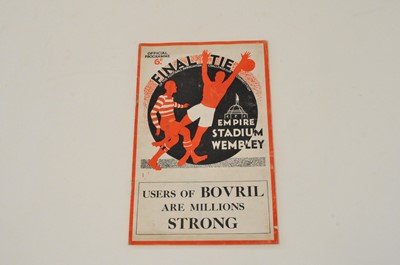 OFFICIAL
PROGRAMME
6D
FINAL TIE
EMPIRE
STADIUM
WEMBLEY
USERS OF BOVRIL
ARE MILLIONS
STRONG